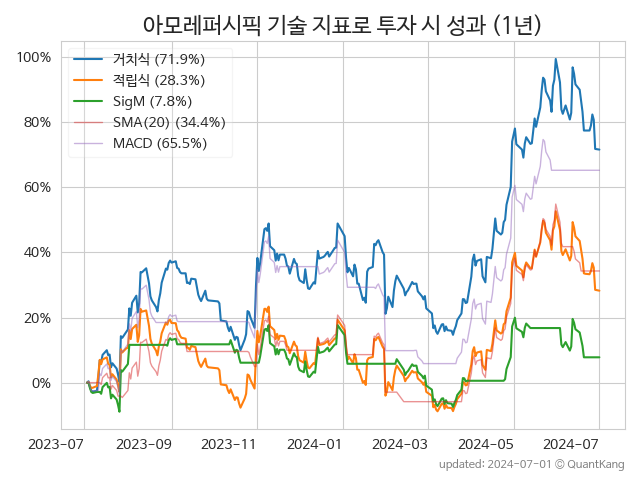 아모레퍼시픽 기술 지표로 투자 시 성과 (1년)
100%
80%
60%
40%
20%
0%
거치식 (71.9%)
적립식 (28.3%)
SigM (7.8%)
SMA(20) (34.4%)
MACD (65.5%)
2023-07 2023-09 2023-11 2024-01 2024-03 2024-05 2024-07
updated: 2024-07-01 © QuantKang